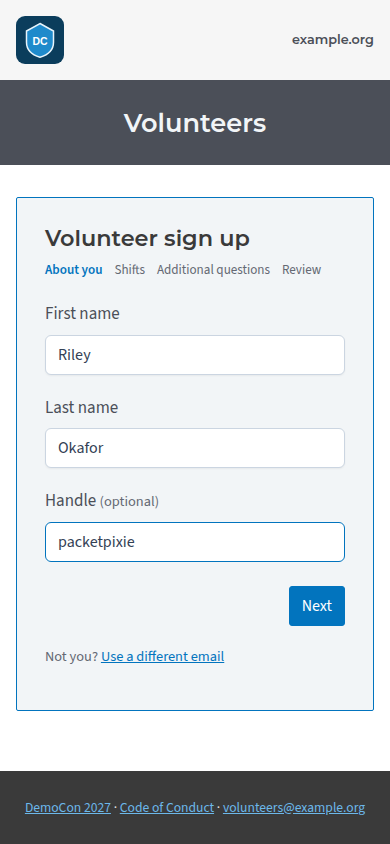 DC
example.org
Volunteers
Volunteer sign up
About you Shifts Additional questions Review
First name
Riley
Last name
Okafor
Handle (optional)
packetpixie
Next
Not you? Use a different email
DemoCon 2027 · Code of Conduct · volunteers@example.org